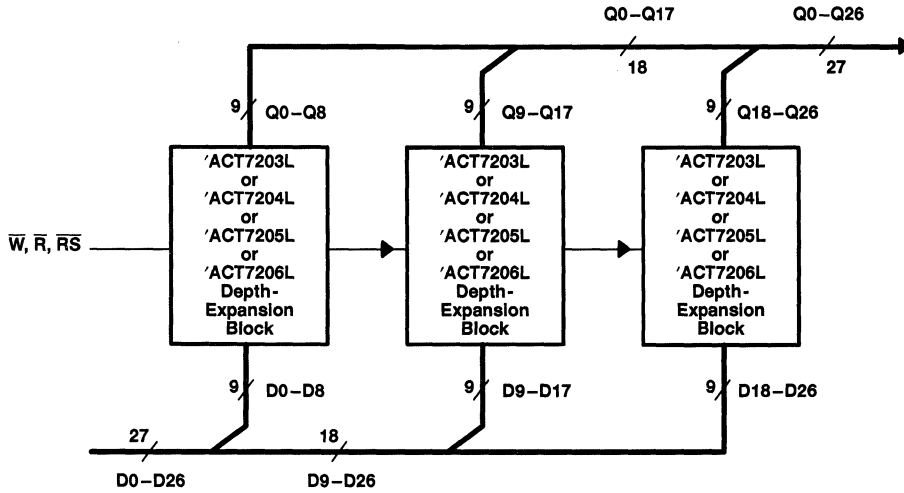 Q0–Q17
Q0–Q26
18
27
9
Q0–Q8
9
Q9–Q17
9
Q18–Q26
′ACT7203L
or
′ACT7204L
or
′ACT7205L
or
′ACT7206L
Depth-
Expansion
Block
′ACT7203L
or
′ACT7204L
or
′ACT7205L
or
′ACT7206L
Depth-
Expansion
Block
′ACT7203L
or
′ACT7204L
or
′ACT7205L
or
′ACT7206L
Depth-
Expansion
Block
W̅, R̅, R̅S̅
9
D0–D8
9
D9–D17
9
D18–D26
27
18
D0–D26
D9–D26